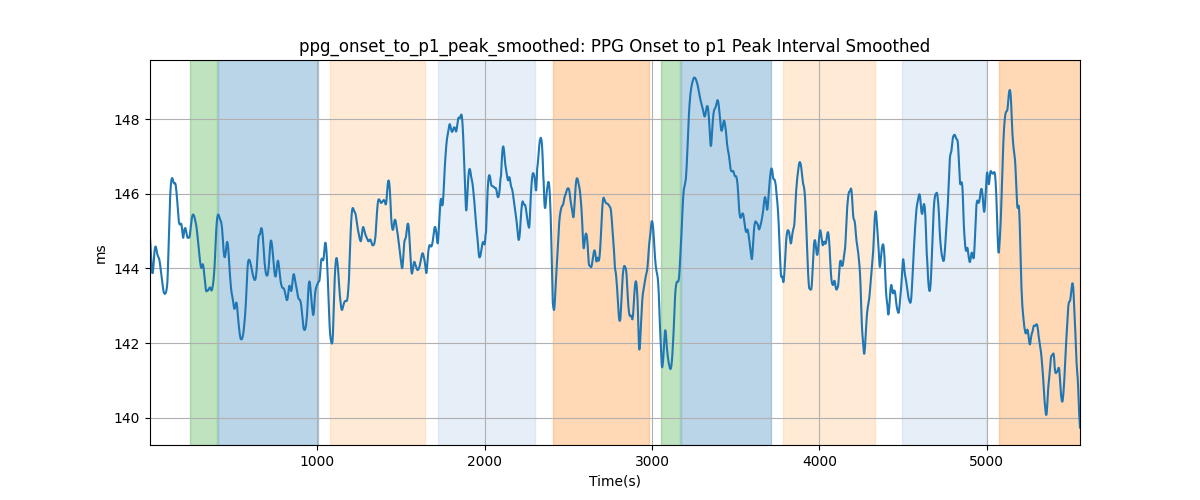 ppg_onset_to_p1_peak_smoothed: PPG Onset to p1 Peak Interval Smoothed
148
146
144
142
140
ms
1000 2000 3000 4000 5000
Time(s)